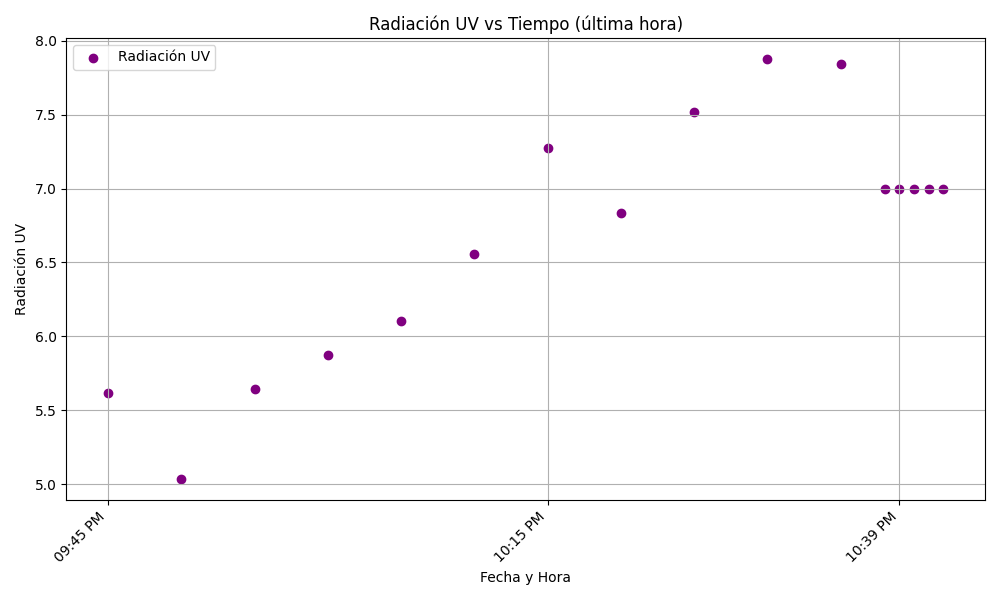 Radiación UV vs Tiempo (última hora)
Radiación UV
8.0
7.5
7.0
6.5
6.0
5.5
5.0
Radiación UV
09:45 PM
10:15 PM
10:39 PM
Fecha y Hora